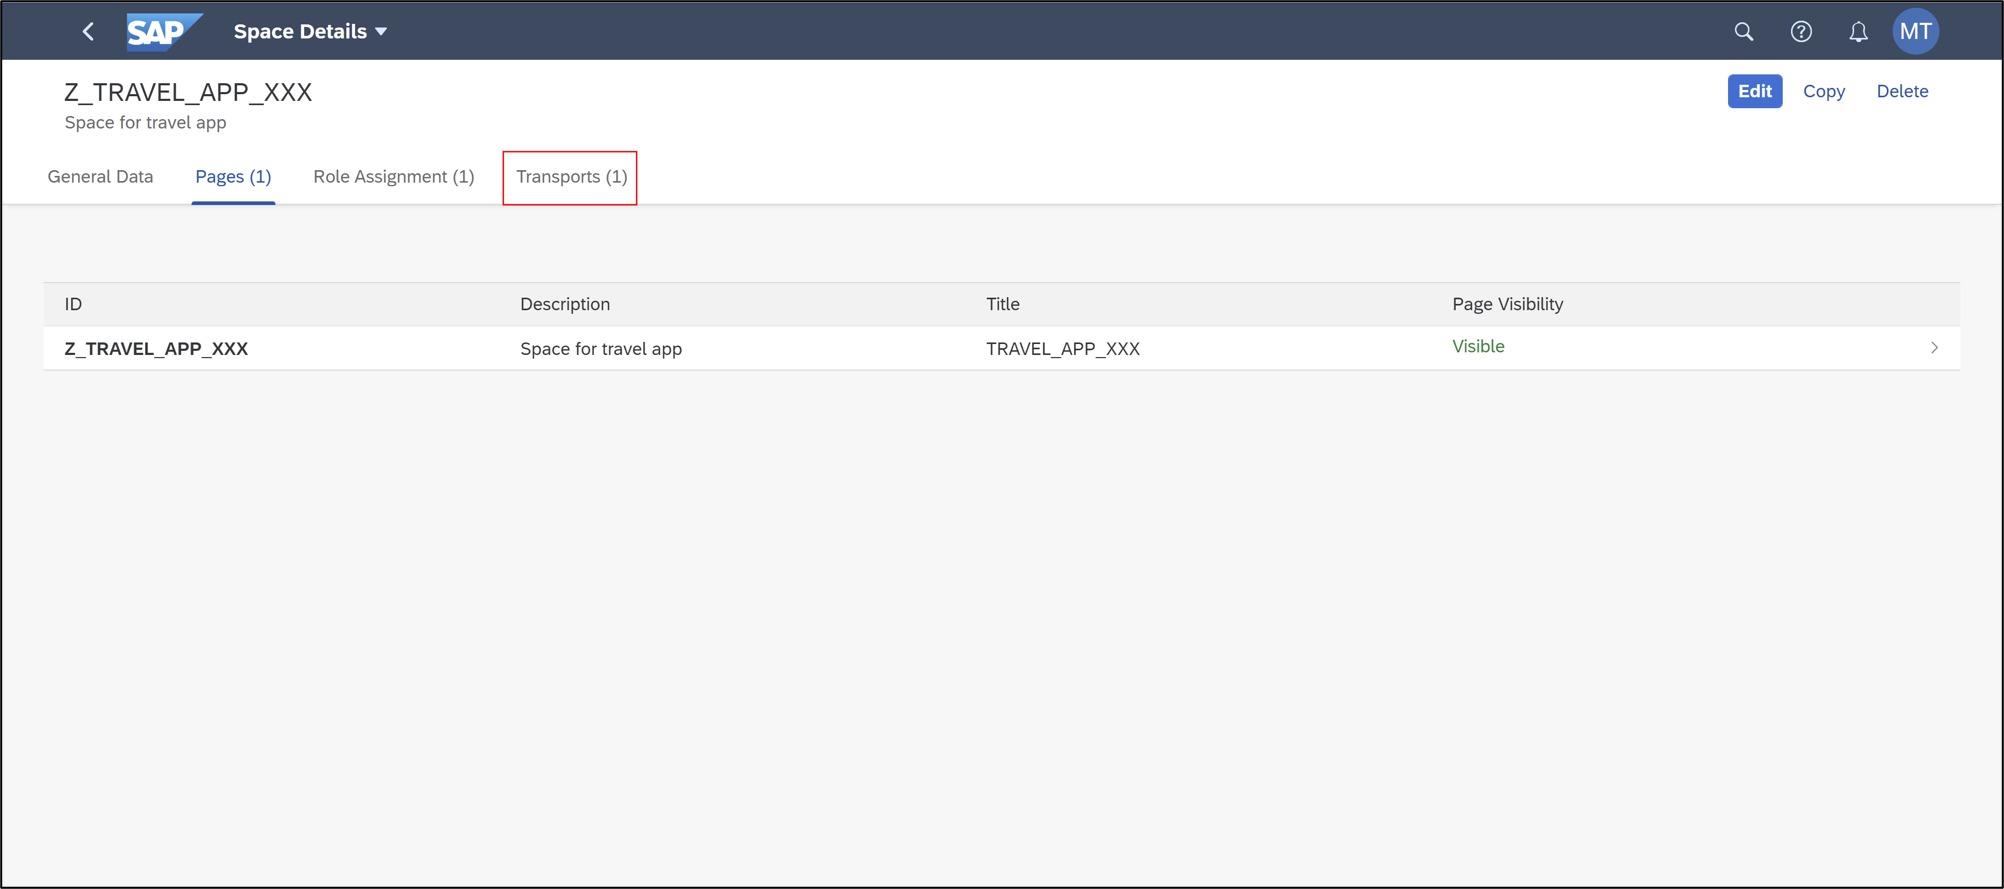 SAP Space Details MT
Z_TRAVEL_APP_XXX Edit Copy Delete
Space for travel app
General Data Pages (1) Role Assignment (1) Transports (1)
ID Description Title Page Visibility
Z_TRAVEL_APP_XXX Space for travel app TRAVEL_APP_XXX Visible